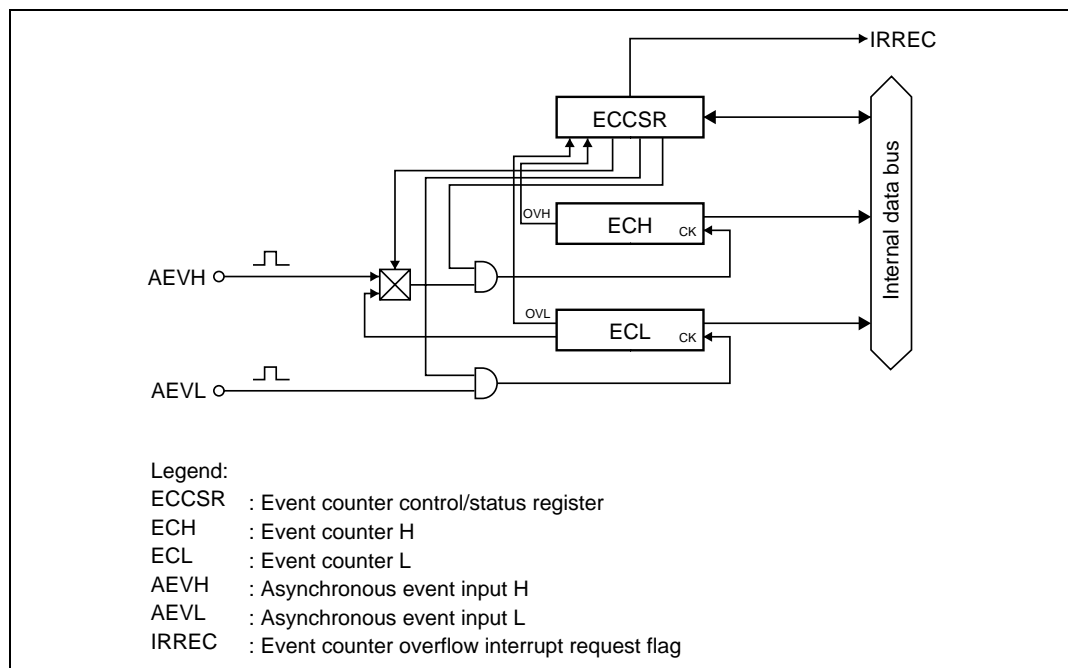 IRREC
ECCSR
Internal data bus
OVH
ECH
CK
AEVH
OVL
ECL
CK
AEVL
Legend:
ECCSR : Event counter control/status register
ECH : Event counter H
ECL : Event counter L
AEVH : Asynchronous event input H
AEVL : Asynchronous event input L
IRREC : Event counter overflow interrupt request flag